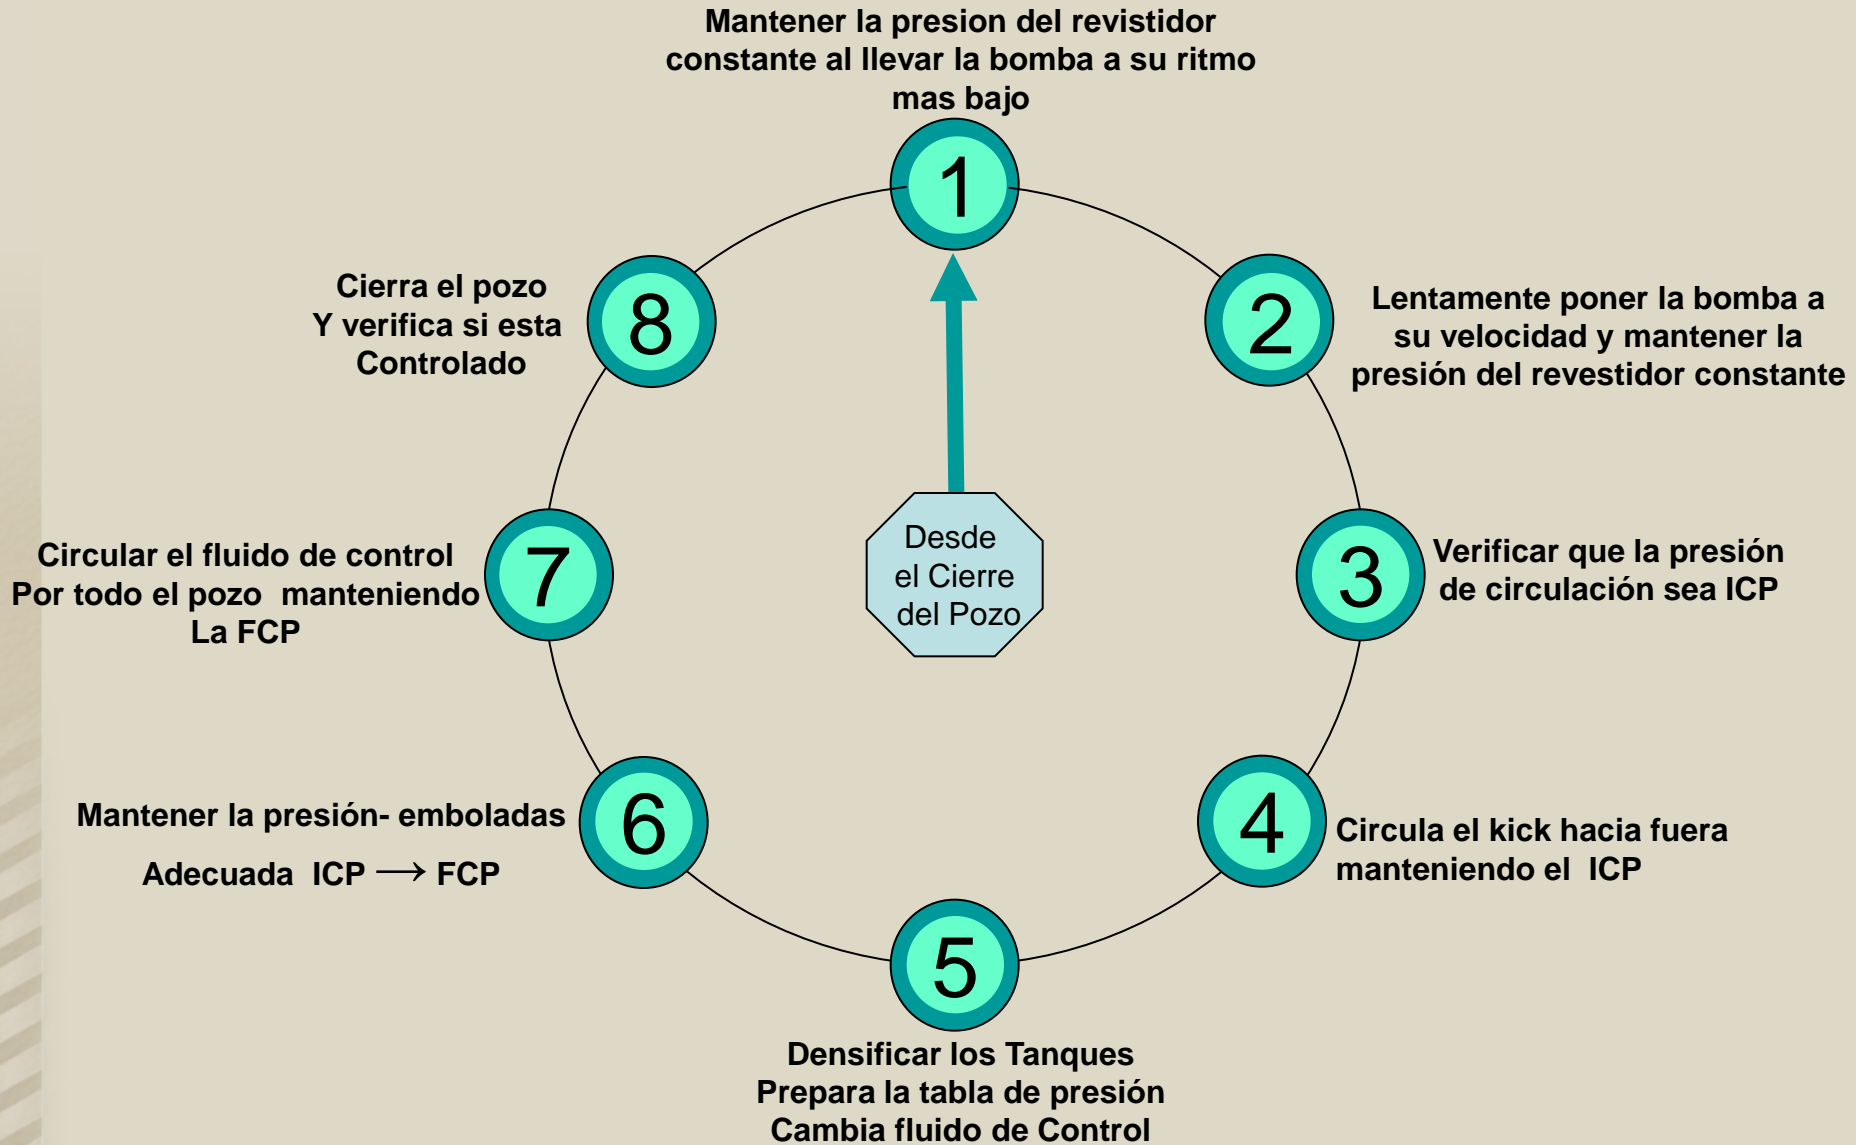 Mantener la presion del revistidor
constante al llevar la bomba a su ritmo
mas bajo
1
2
Lentamente poner la bomba a
su velocidad y mantener la
presión del revestidor constante
3
Verificar que la presión
de circulación sea ICP
4
Circula el kick hacia fuera
manteniendo el ICP
5
Densificar los Tanques
Prepara la tabla de presión
Cambia fluido de Control
6
Mantener la presión- emboladas
Adecuada ICP → FCP
7
Circular el fluido de control
Por todo el pozo manteniendo
La FCP
8
Cierra el pozo
Y verifica si esta
Controlado
Desde
el Cierre
del Pozo